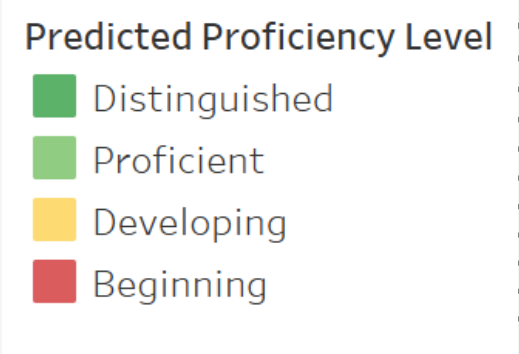 Predicted Proficiency Level
Distinguished
Proficient
Developing
Beginning